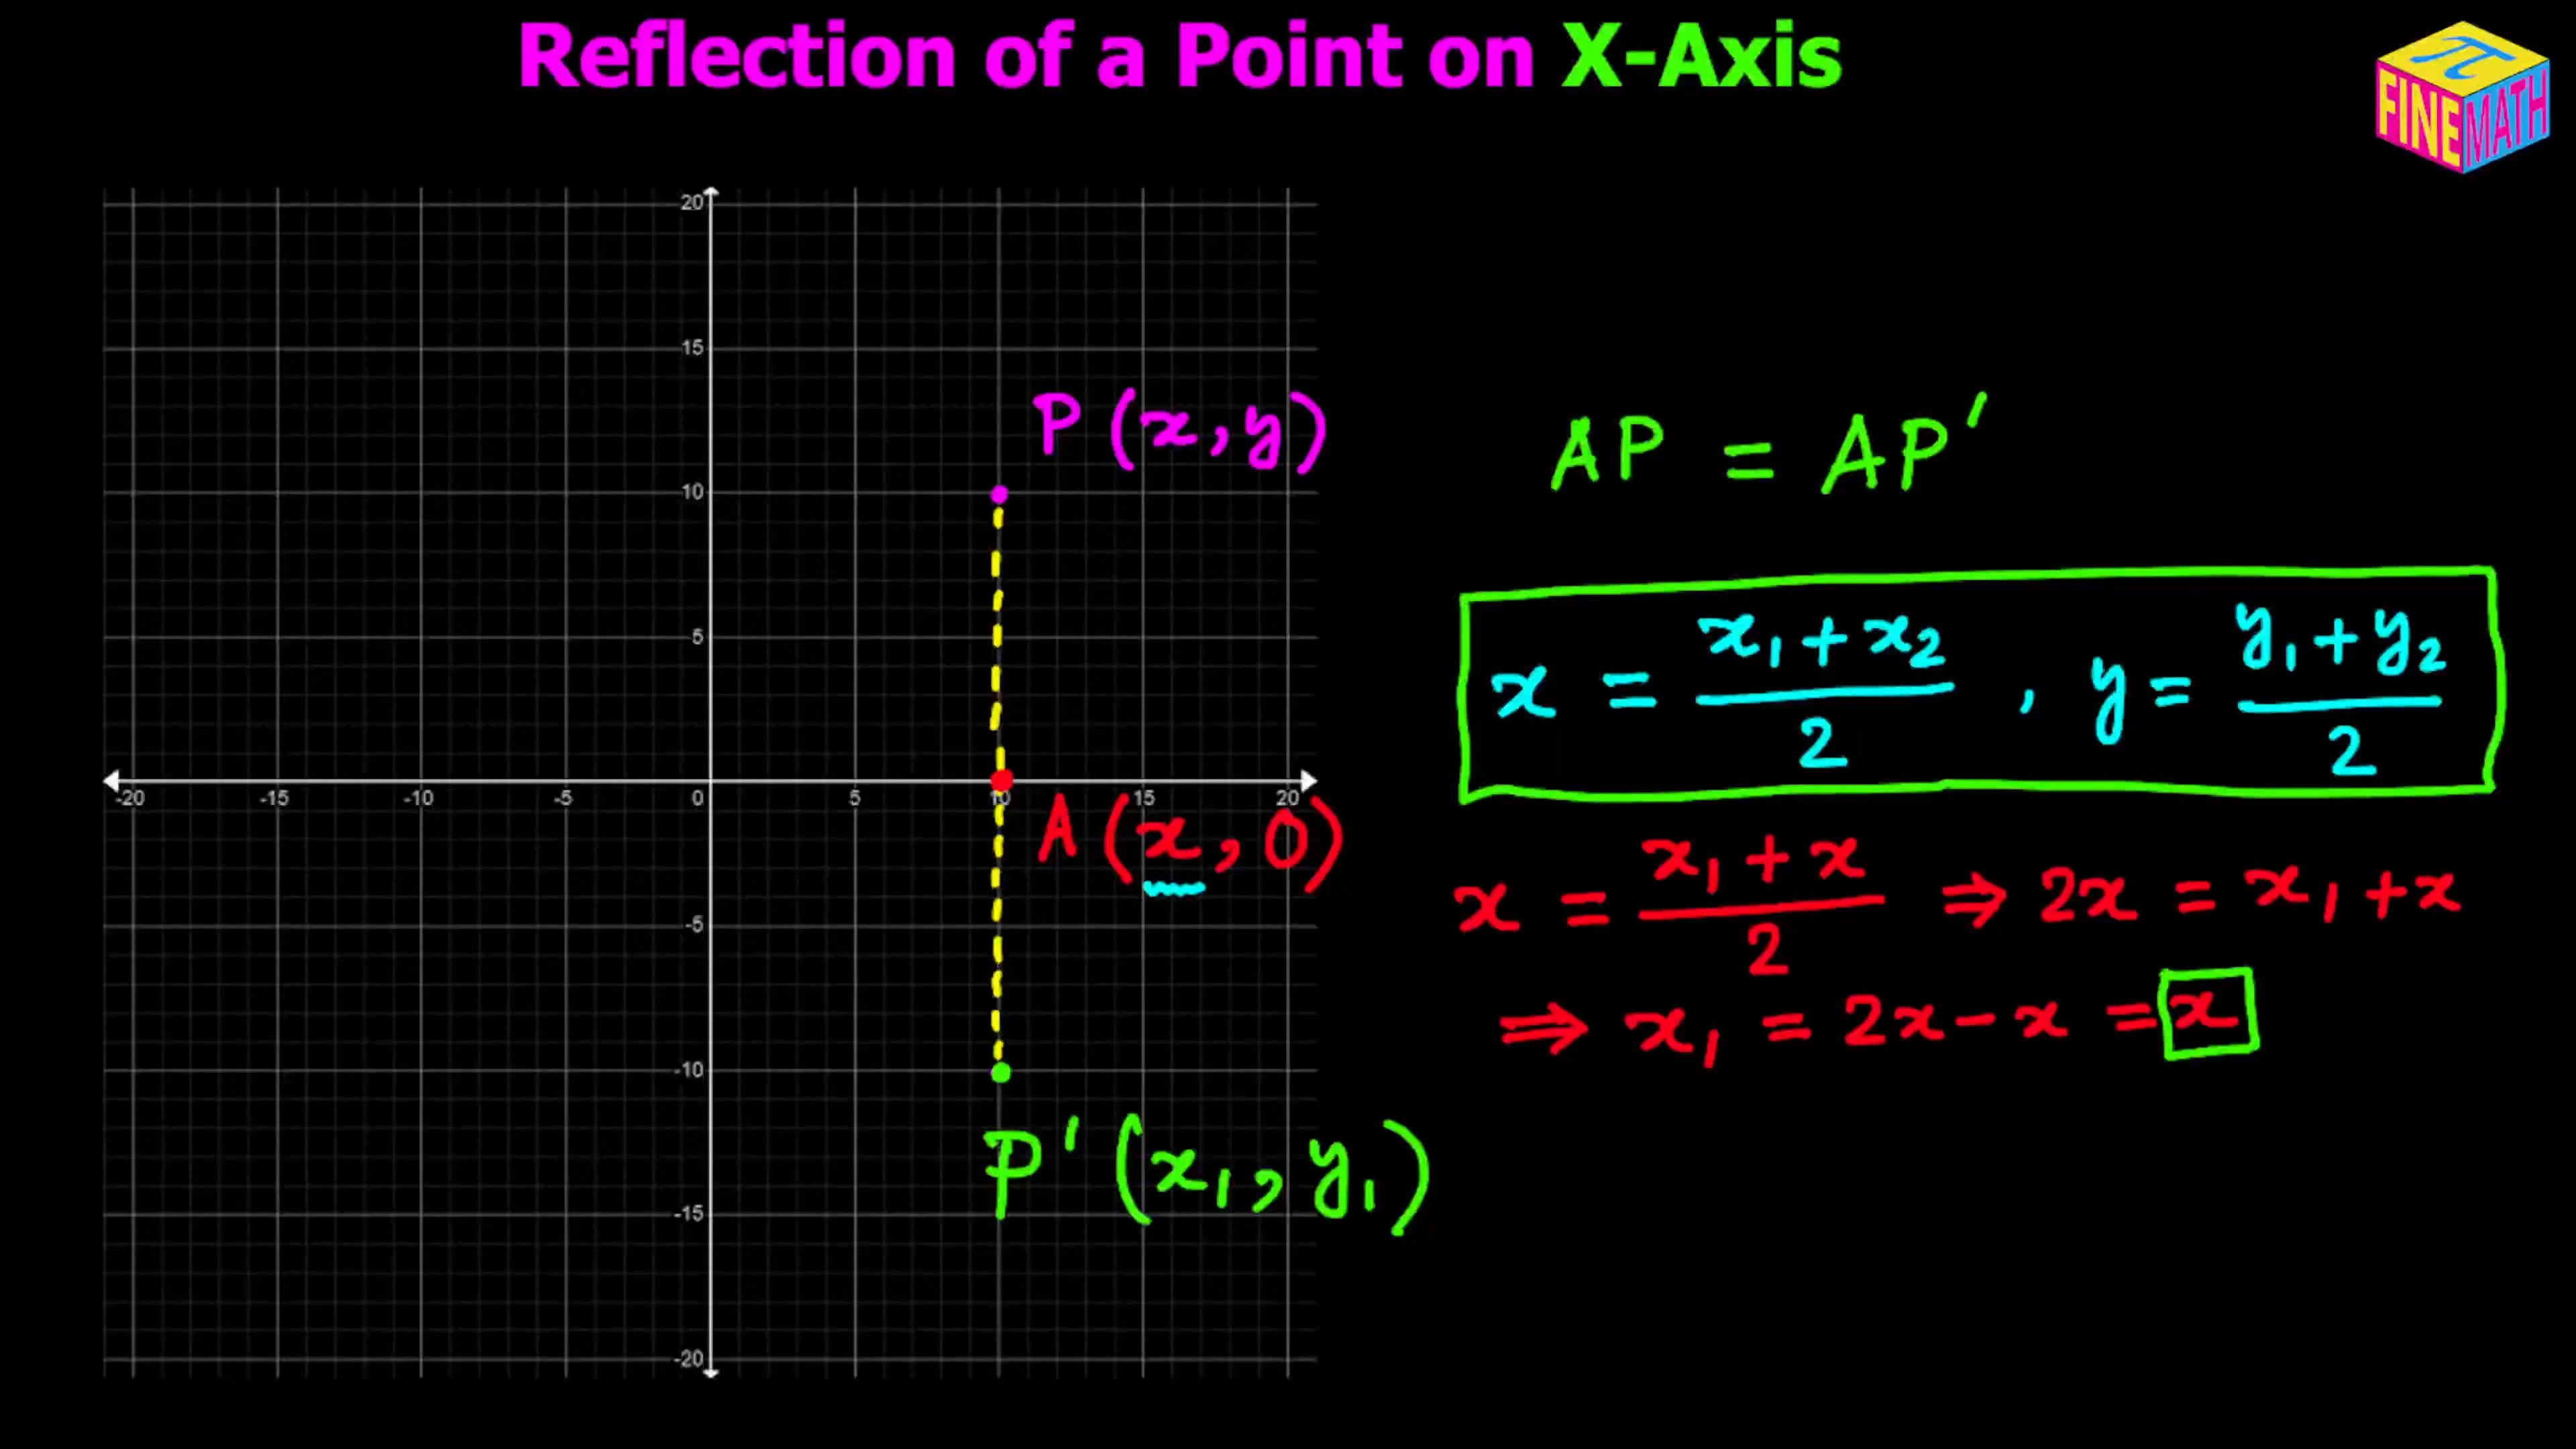 Reflection of a Point on X-Axis
π
FINE MATH
20
15
10
5
-20 -15 -10 -5 0 5 10 15 20
-5
-10
-15
-20
P (x, y)
A (x, 0)
P' (x₁, y₁)
AP = AP'
x = (x₁ + x₂)/2 , y = (y₁ + y₂)/2
x = (x₁ + x)/2 ⇒ 2x = x₁ + x
⇒ x₁ = 2x - x = x